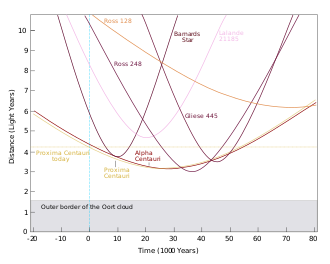 10
9
8
7
6
5
4
3
2
1
0
Distance (Light Years)
Ross 128
Barnards
Star
Lalande
21185
Ross 248
Gliese 445
Proxima Centauri
today
Alpha
Centauri
Proxima
Centauri
Outer border of the Oort cloud
-20 -10 0 10 20 30 40 50 60 70 80
Time (1000 Years)